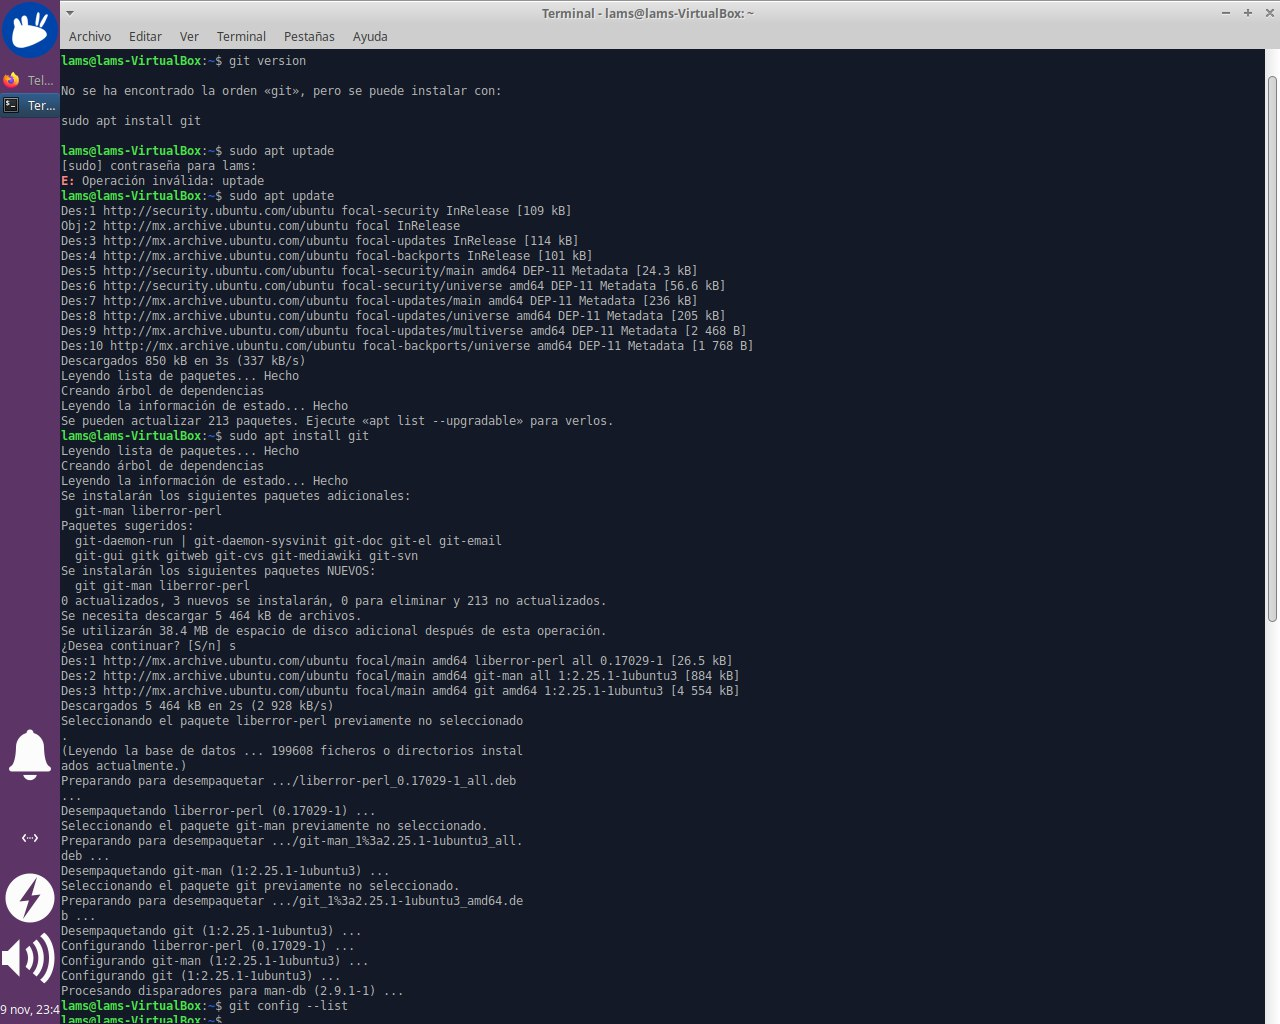 Terminal - lams@lams-VirtualBox: ~
Archivo Editar Ver Terminal Pestañas Ayuda
Tel...
Ter...
lams@lams-VirtualBox:~$ git version
No se ha encontrado la orden «git», pero se puede instalar con:
sudo apt install git
lams@lams-VirtualBox:~$ sudo apt uptade
[sudo] contraseña para lams:
E: Operación inválida: uptade
lams@lams-VirtualBox:~$ sudo apt update
Des:1 http://security.ubuntu.com/ubuntu focal-security InRelease [109 kB]
Obj:2 http://mx.archive.ubuntu.com/ubuntu focal InRelease
Des:3 http://mx.archive.ubuntu.com/ubuntu focal-updates InRelease [114 kB]
Des:4 http://mx.archive.ubuntu.com/ubuntu focal-backports InRelease [101 kB]
Des:5 http://security.ubuntu.com/ubuntu focal-security/main amd64 DEP-11 Metadata [24.3 kB]
Des:6 http://security.ubuntu.com/ubuntu focal-security/universe amd64 DEP-11 Metadata [56.6 kB]
Des:7 http://mx.archive.ubuntu.com/ubuntu focal-updates/main amd64 DEP-11 Metadata [236 kB]
Des:8 http://mx.archive.ubuntu.com/ubuntu focal-updates/universe amd64 DEP-11 Metadata [205 kB]
Des:9 http://mx.archive.ubuntu.com/ubuntu focal-updates/multiverse amd64 DEP-11 Metadata [2 468 B]
Des:10 http://mx.archive.ubuntu.com/ubuntu focal-backports/universe amd64 DEP-11 Metadata [1 768 B]
Descargados 850 kB en 3s (337 kB/s)
Leyendo lista de paquetes... Hecho
Creando árbol de dependencias
Leyendo la información de estado... Hecho
Se pueden actualizar 213 paquetes. Ejecute «apt list --upgradable» para verlos.
lams@lams-VirtualBox:~$ sudo apt install git
Leyendo lista de paquetes... Hecho
Creando árbol de dependencias
Leyendo la información de estado... Hecho
Se instalarán los siguientes paquetes adicionales:
git-man liberror-perl
Paquetes sugeridos:
git-daemon-run | git-daemon-sysvinit git-doc git-el git-email
git-gui gitk gitweb git-cvs git-mediawiki git-svn
Se instalarán los siguientes paquetes NUEVOS:
git git-man liberror-perl
0 actualizados, 3 nuevos se instalarán, 0 para eliminar y 213 no actualizados.
Se necesita descargar 5 464 kB de archivos.
Se utilizarán 38.4 MB de espacio de disco adicional después de esta operación.
¿Desea continuar? [S/n] s
Des:1 http://mx.archive.ubuntu.com/ubuntu focal/main amd64 liberror-perl all 0.17029-1 [26.5 kB]
Des:2 http://mx.archive.ubuntu.com/ubuntu focal/main amd64 git-man all 1:2.25.1-1ubuntu3 [884 kB]
Des:3 http://mx.archive.ubuntu.com/ubuntu focal/main amd64 git amd64 1:2.25.1-1ubuntu3 [4 554 kB]
Descargados 5 464 kB en 2s (2 928 kB/s)
Seleccionando el paquete liberror-perl previamente no seleccionado
.
(Leyendo la base de datos ... 199608 ficheros o directorios instal
ados actualmente.)
Preparando para desempaquetar .../liberror-perl_0.17029-1_all.deb
...
Desempaquetando liberror-perl (0.17029-1) ...
Seleccionando el paquete git-man previamente no seleccionado.
Preparando para desempaquetar .../git-man_1%3a2.25.1-1ubuntu3_all.
deb ...
Desempaquetando git-man (1:2.25.1-1ubuntu3) ...
Seleccionando el paquete git previamente no seleccionado.
Preparando para desempaquetar .../git_1%3a2.25.1-1ubuntu3_amd64.de
b ...
Desempaquetando git (1:2.25.1-1ubuntu3) ...
Configurando liberror-perl (0.17029-1) ...
Configurando git-man (1:2.25.1-1ubuntu3) ...
Configurando git (1:2.25.1-1ubuntu3) ...
Procesando disparadores para man-db (2.9.1-1) ...
lams@lams-VirtualBox:~$ git config --list
lams@lams-VirtualBox:~$
9 nov, 23:4